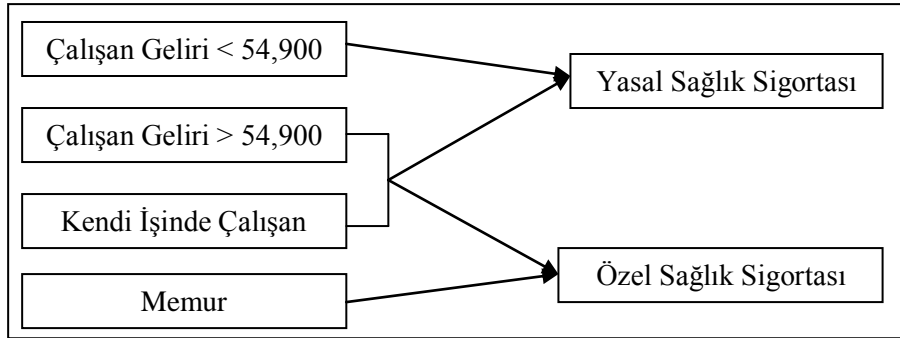 Çalışan Geliri < 54,900
Yasal Sağlık Sigortası
Çalışan Geliri > 54,900
Kendi İşinde Çalışan
Özel Sağlık Sigortası
Memur